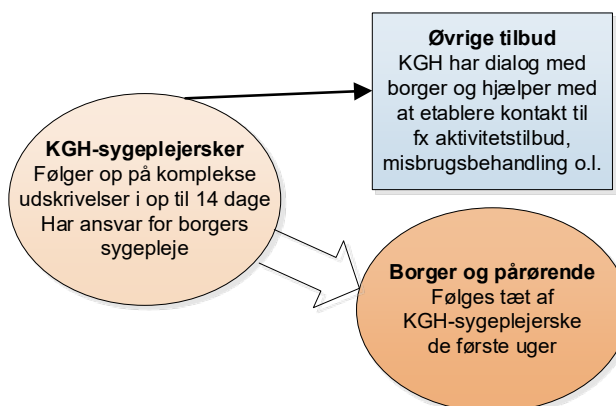 Øvrige tilbud
KGH har dialog med
borger og hjælper med
at etablere kontakt til
fx aktivitetstilbud,
misbrugsbehandling o.l.
KGH-sygeplejersker
Følger op på komplekse
udskrivelser i op til 14 dage
Har ansvar for borgers
sygepleje
Borger og pårørende
Følges tæt af
KGH-sygeplejerske
de første uger